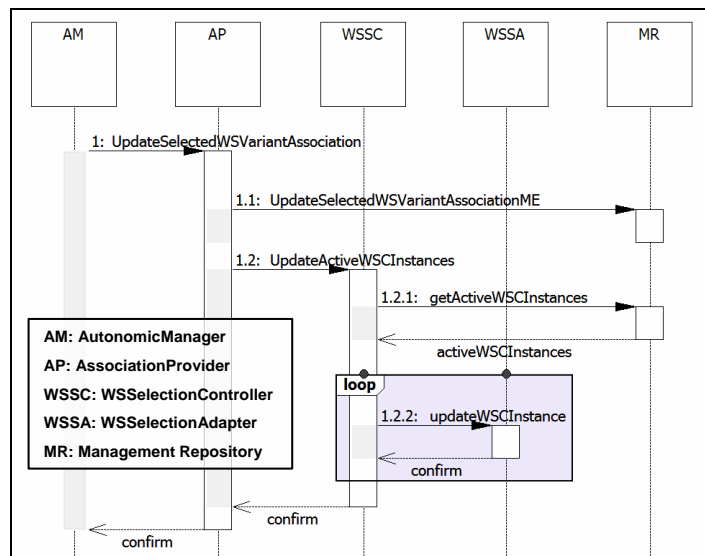 AM AP WSSC WSSA MR
1: UpdateSelectedWSVariantAssociation
1.1: UpdateSelectedWSVariantAssociationME
1.2: UpdateActiveWSCInstances
1.2.1: getActiveWSCInstances
activeWSCInstances
AM: AutonomicManager
AP: AssociationProvider
WSSC: WSSelectionController
WSSA: WSSelectionAdapter
MR: Management Repository
loop
1.2.2: updateWSCInstance
confirm
confirm
confirm